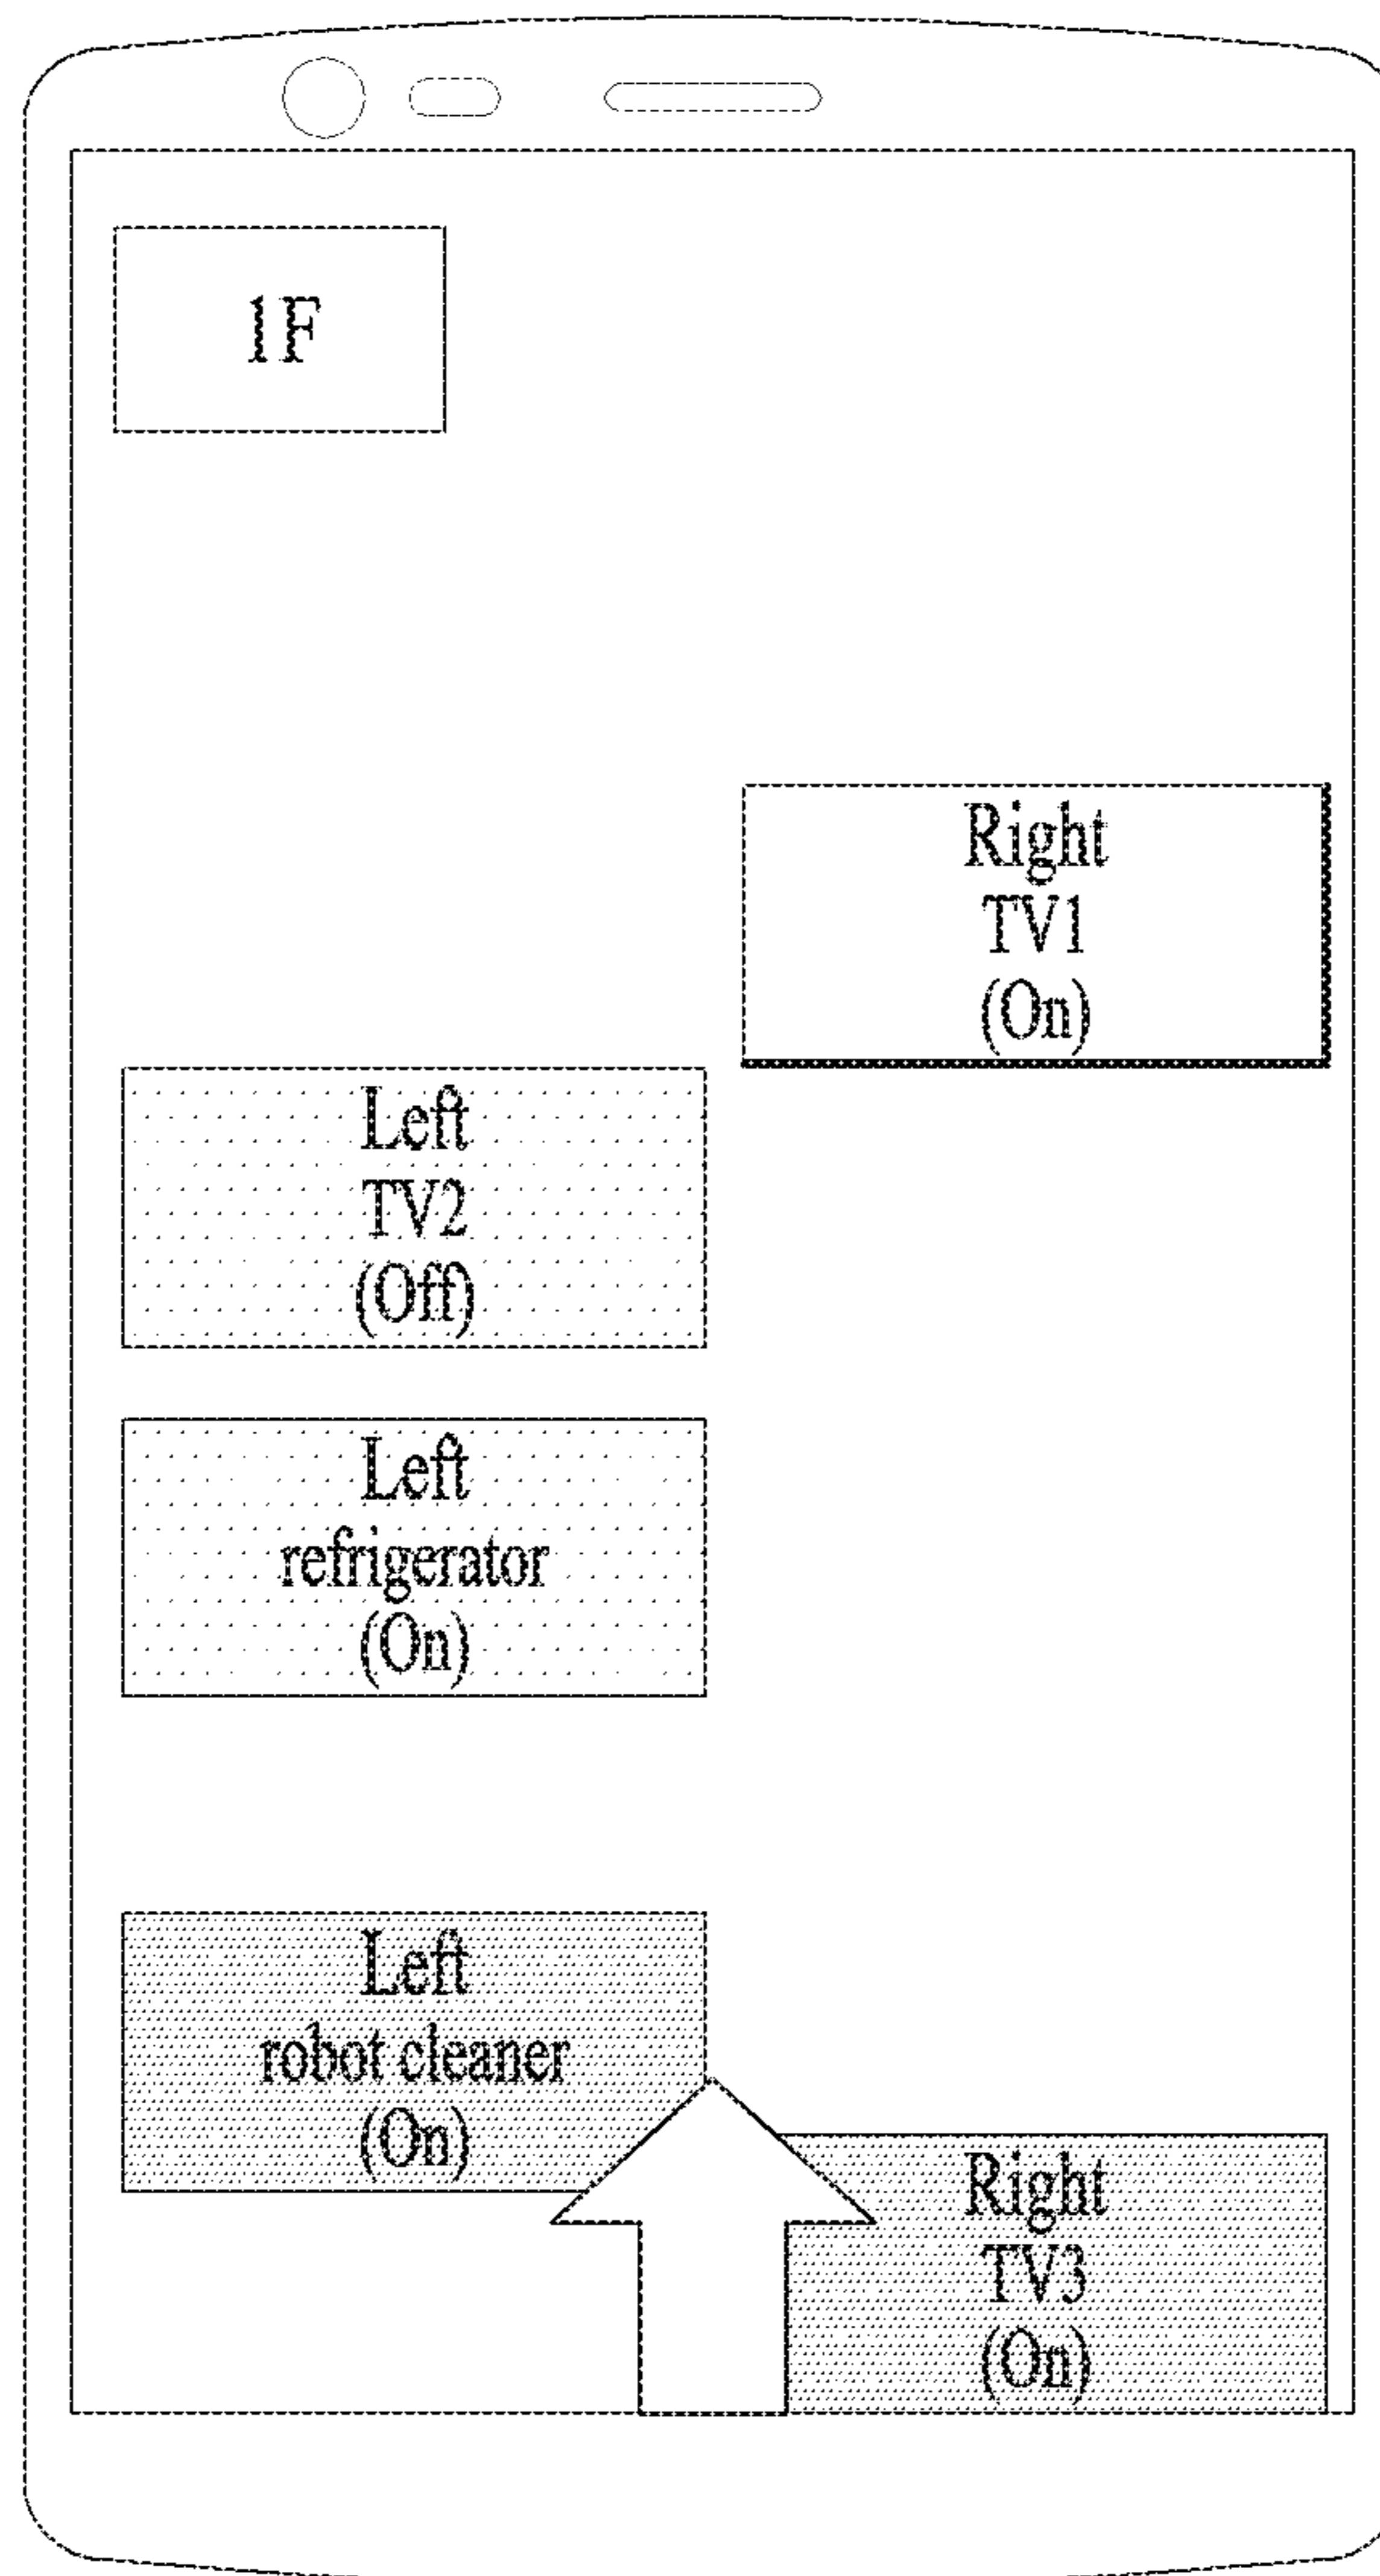 1F
Right
TV1
(On)
Left
TV2
(Off)
Left
refrigerator
(On)
Left
robot cleaner
(On)
Right
TV3
(On)